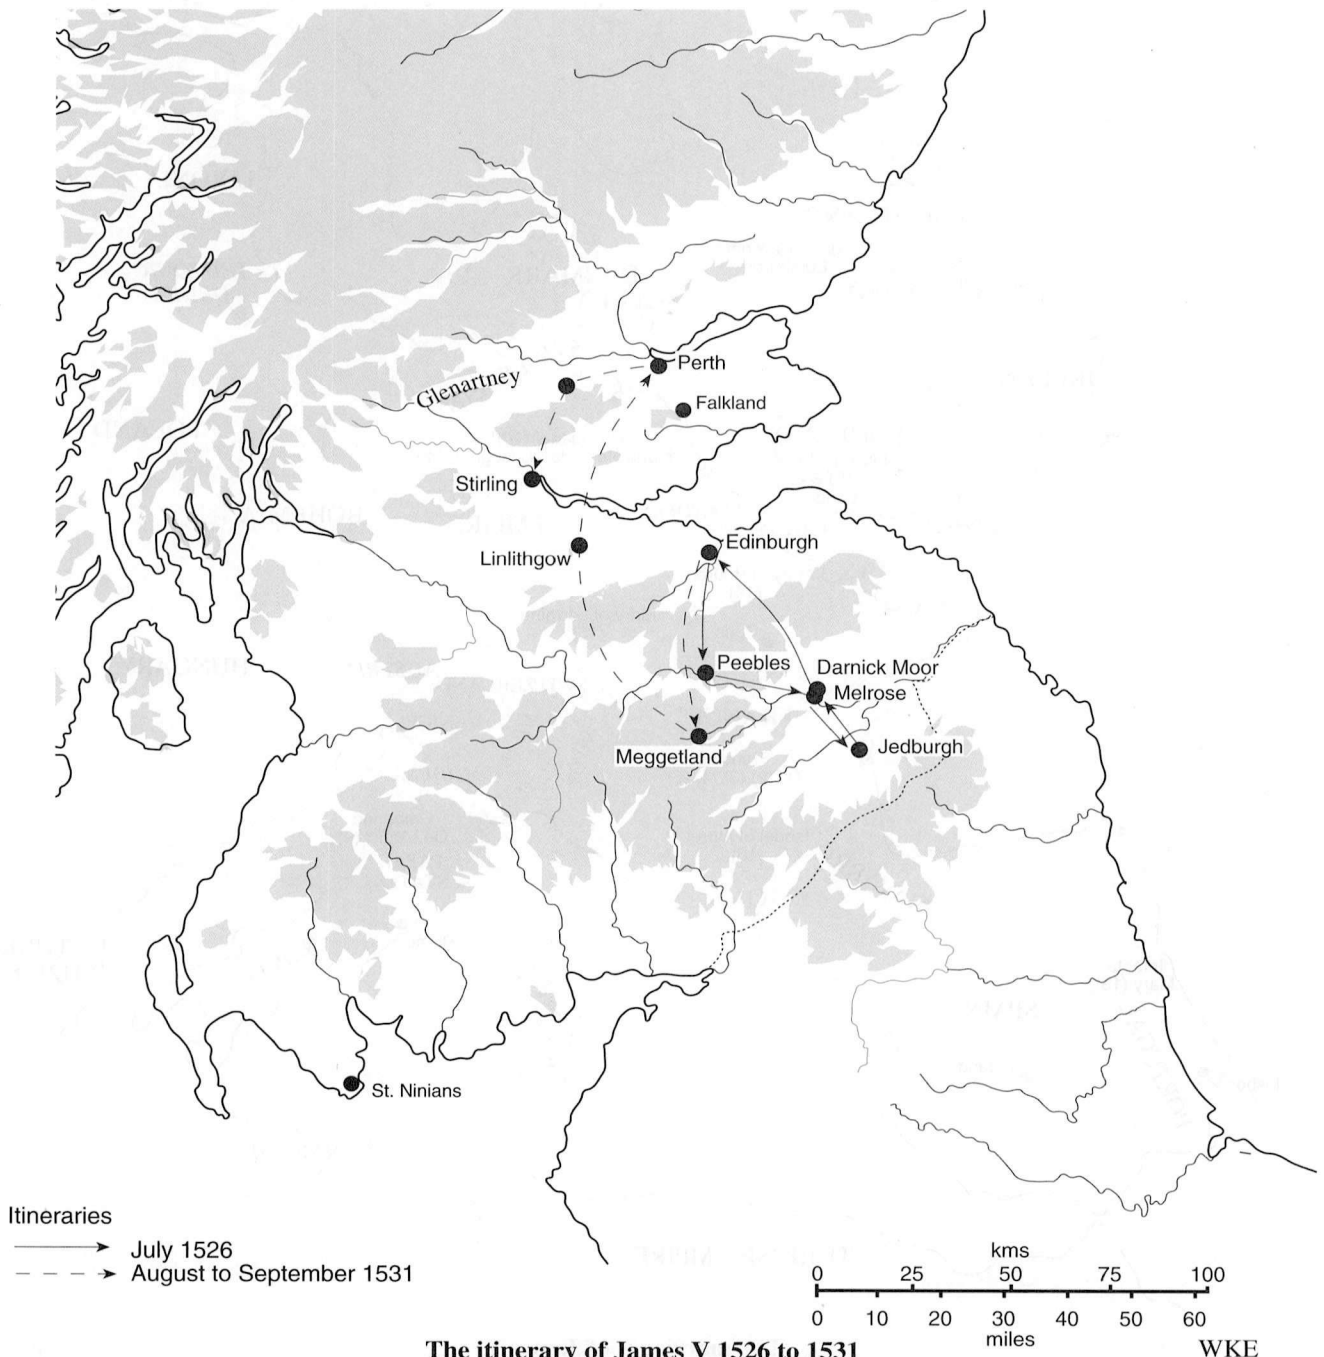 Perth
Glenartney
Falkland
Stirling
Edinburgh
Linlithgow
Peebles
Darnick Moor
Melrose
Jedburgh
Meggetland
St. Ninians
Itineraries
July 1526
August to September 1531
kms
0 25 50 75 100
0 10 20 30 40 50 60
miles
The itinerary of James V 1526 to 1531
WKE